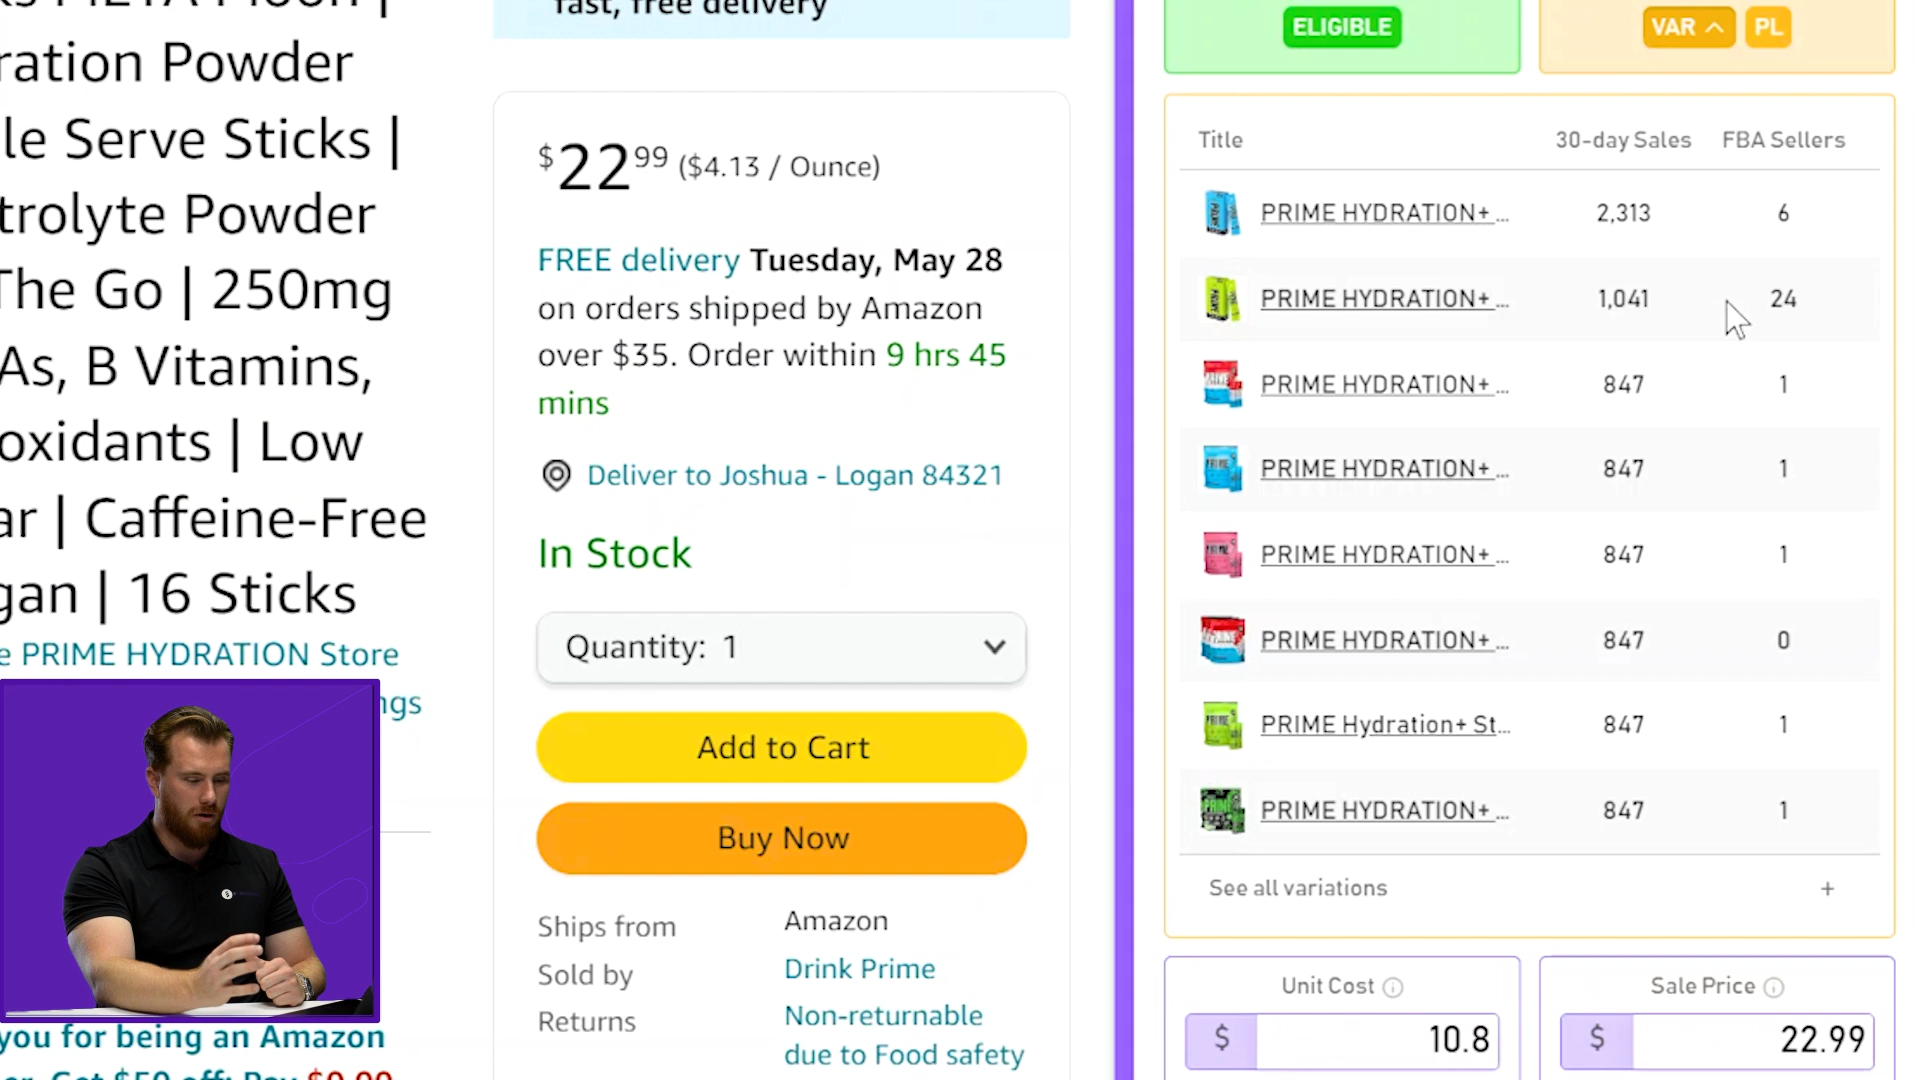 ration Powder
le Serve Sticks |
trolyte Powder
The Go | 250mg
As, B Vitamins,
oxidants | Low
ar | Caffeine-Free
gan | 16 Sticks
e PRIME HYDRATION Store
ngs
you for being an Amazon
fast, free delivery
$22.99 ($4.13 / Ounce)
FREE delivery Tuesday, May 28
on orders shipped by Amazon
over $35. Order within 9 hrs 45
mins
Deliver to Joshua - Logan 84321
In Stock
Quantity: 1
Add to Cart
Buy Now
Ships from Amazon
Sold by Drink Prime
Returns Non-returnable
due to Food safety
ELIGIBLE
VAR PL
Title 30-day Sales FBA Sellers
PRIME HYDRATION+ ... 2,313 6
PRIME HYDRATION+ ... 1,041 24
PRIME HYDRATION+ ... 847 1
PRIME HYDRATION+ ... 847 1
PRIME HYDRATION+ ... 847 1
PRIME HYDRATION+ ... 847 0
PRIME Hydration+ St... 847 1
PRIME HYDRATION+ ... 847 1
See all variations +
Unit Cost
$ 10.8
Sale Price
$ 22.99